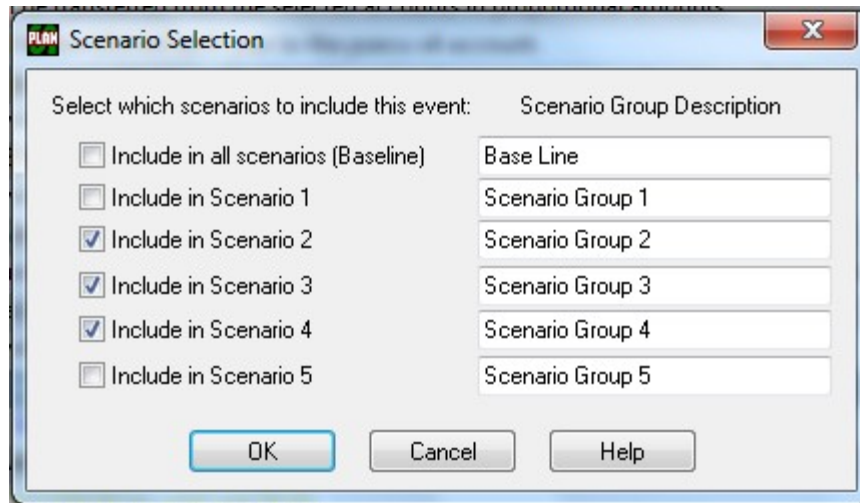 PLAN Scenario Selection
Select which scenarios to include this event: Scenario Group Description
Include in all scenarios (Baseline) Base Line
Include in Scenario 1 Scenario Group 1
Include in Scenario 2 Scenario Group 2
Include in Scenario 3 Scenario Group 3
Include in Scenario 4 Scenario Group 4
Include in Scenario 5 Scenario Group 5
OK Cancel Help